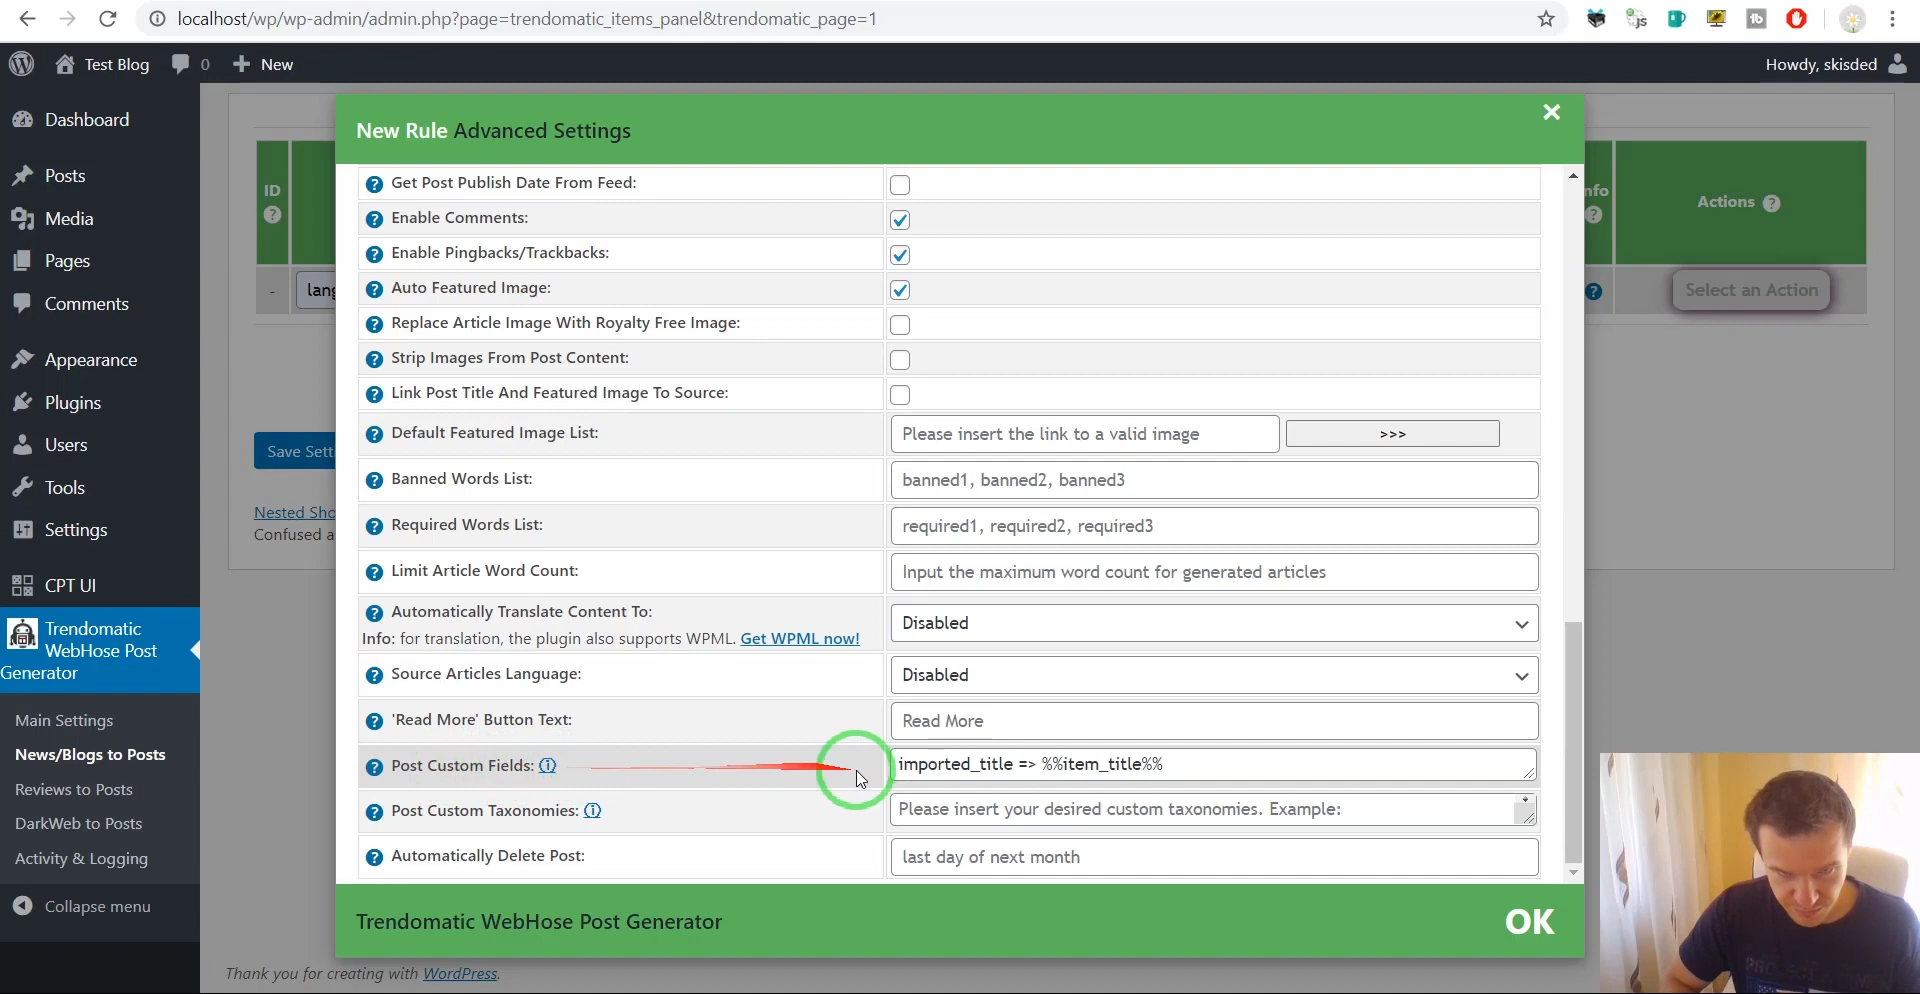 localhost/wp/wp-admin/admin.php?page=trendomatic_items_panel&trendomatic_page=1
Test Blog
0
New
Howdy, skisded
Dashboard
Posts
Media
Pages
Comments
Appearance
Plugins
Users
Tools
Settings
CPT UI
Trendomatic
WebHose Post
Generator
Main Settings
News/Blogs to Posts
Reviews to Posts
DarkWeb to Posts
Activity & Logging
Collapse menu
ID
-
lang
Save Sett
Nested Sho
Confused a
New Rule Advanced Settings
×
Get Post Publish Date From Feed:
Enable Comments:
Enable Pingbacks/Trackbacks:
Auto Featured Image:
Replace Article Image With Royalty Free Image:
Strip Images From Post Content:
Link Post Title And Featured Image To Source:
Default Featured Image List:
Please insert the link to a valid image
>>>
Banned Words List:
banned1, banned2, banned3
Required Words List:
required1, required2, required3
Limit Article Word Count:
Input the maximum word count for generated articles
Automatically Translate Content To:
Info: for translation, the plugin also supports WPML. Get WPML now!
Disabled
Source Articles Language:
Disabled
'Read More' Button Text:
Read More
Post Custom Fields:
imported_title => %%item_title%%
Post Custom Taxonomies:
Please insert your desired custom taxonomies. Example:
Automatically Delete Post:
last day of next month
Trendomatic WebHose Post Generator
OK
nfo
Actions
Select an Action
Thank you for creating with WordPress.